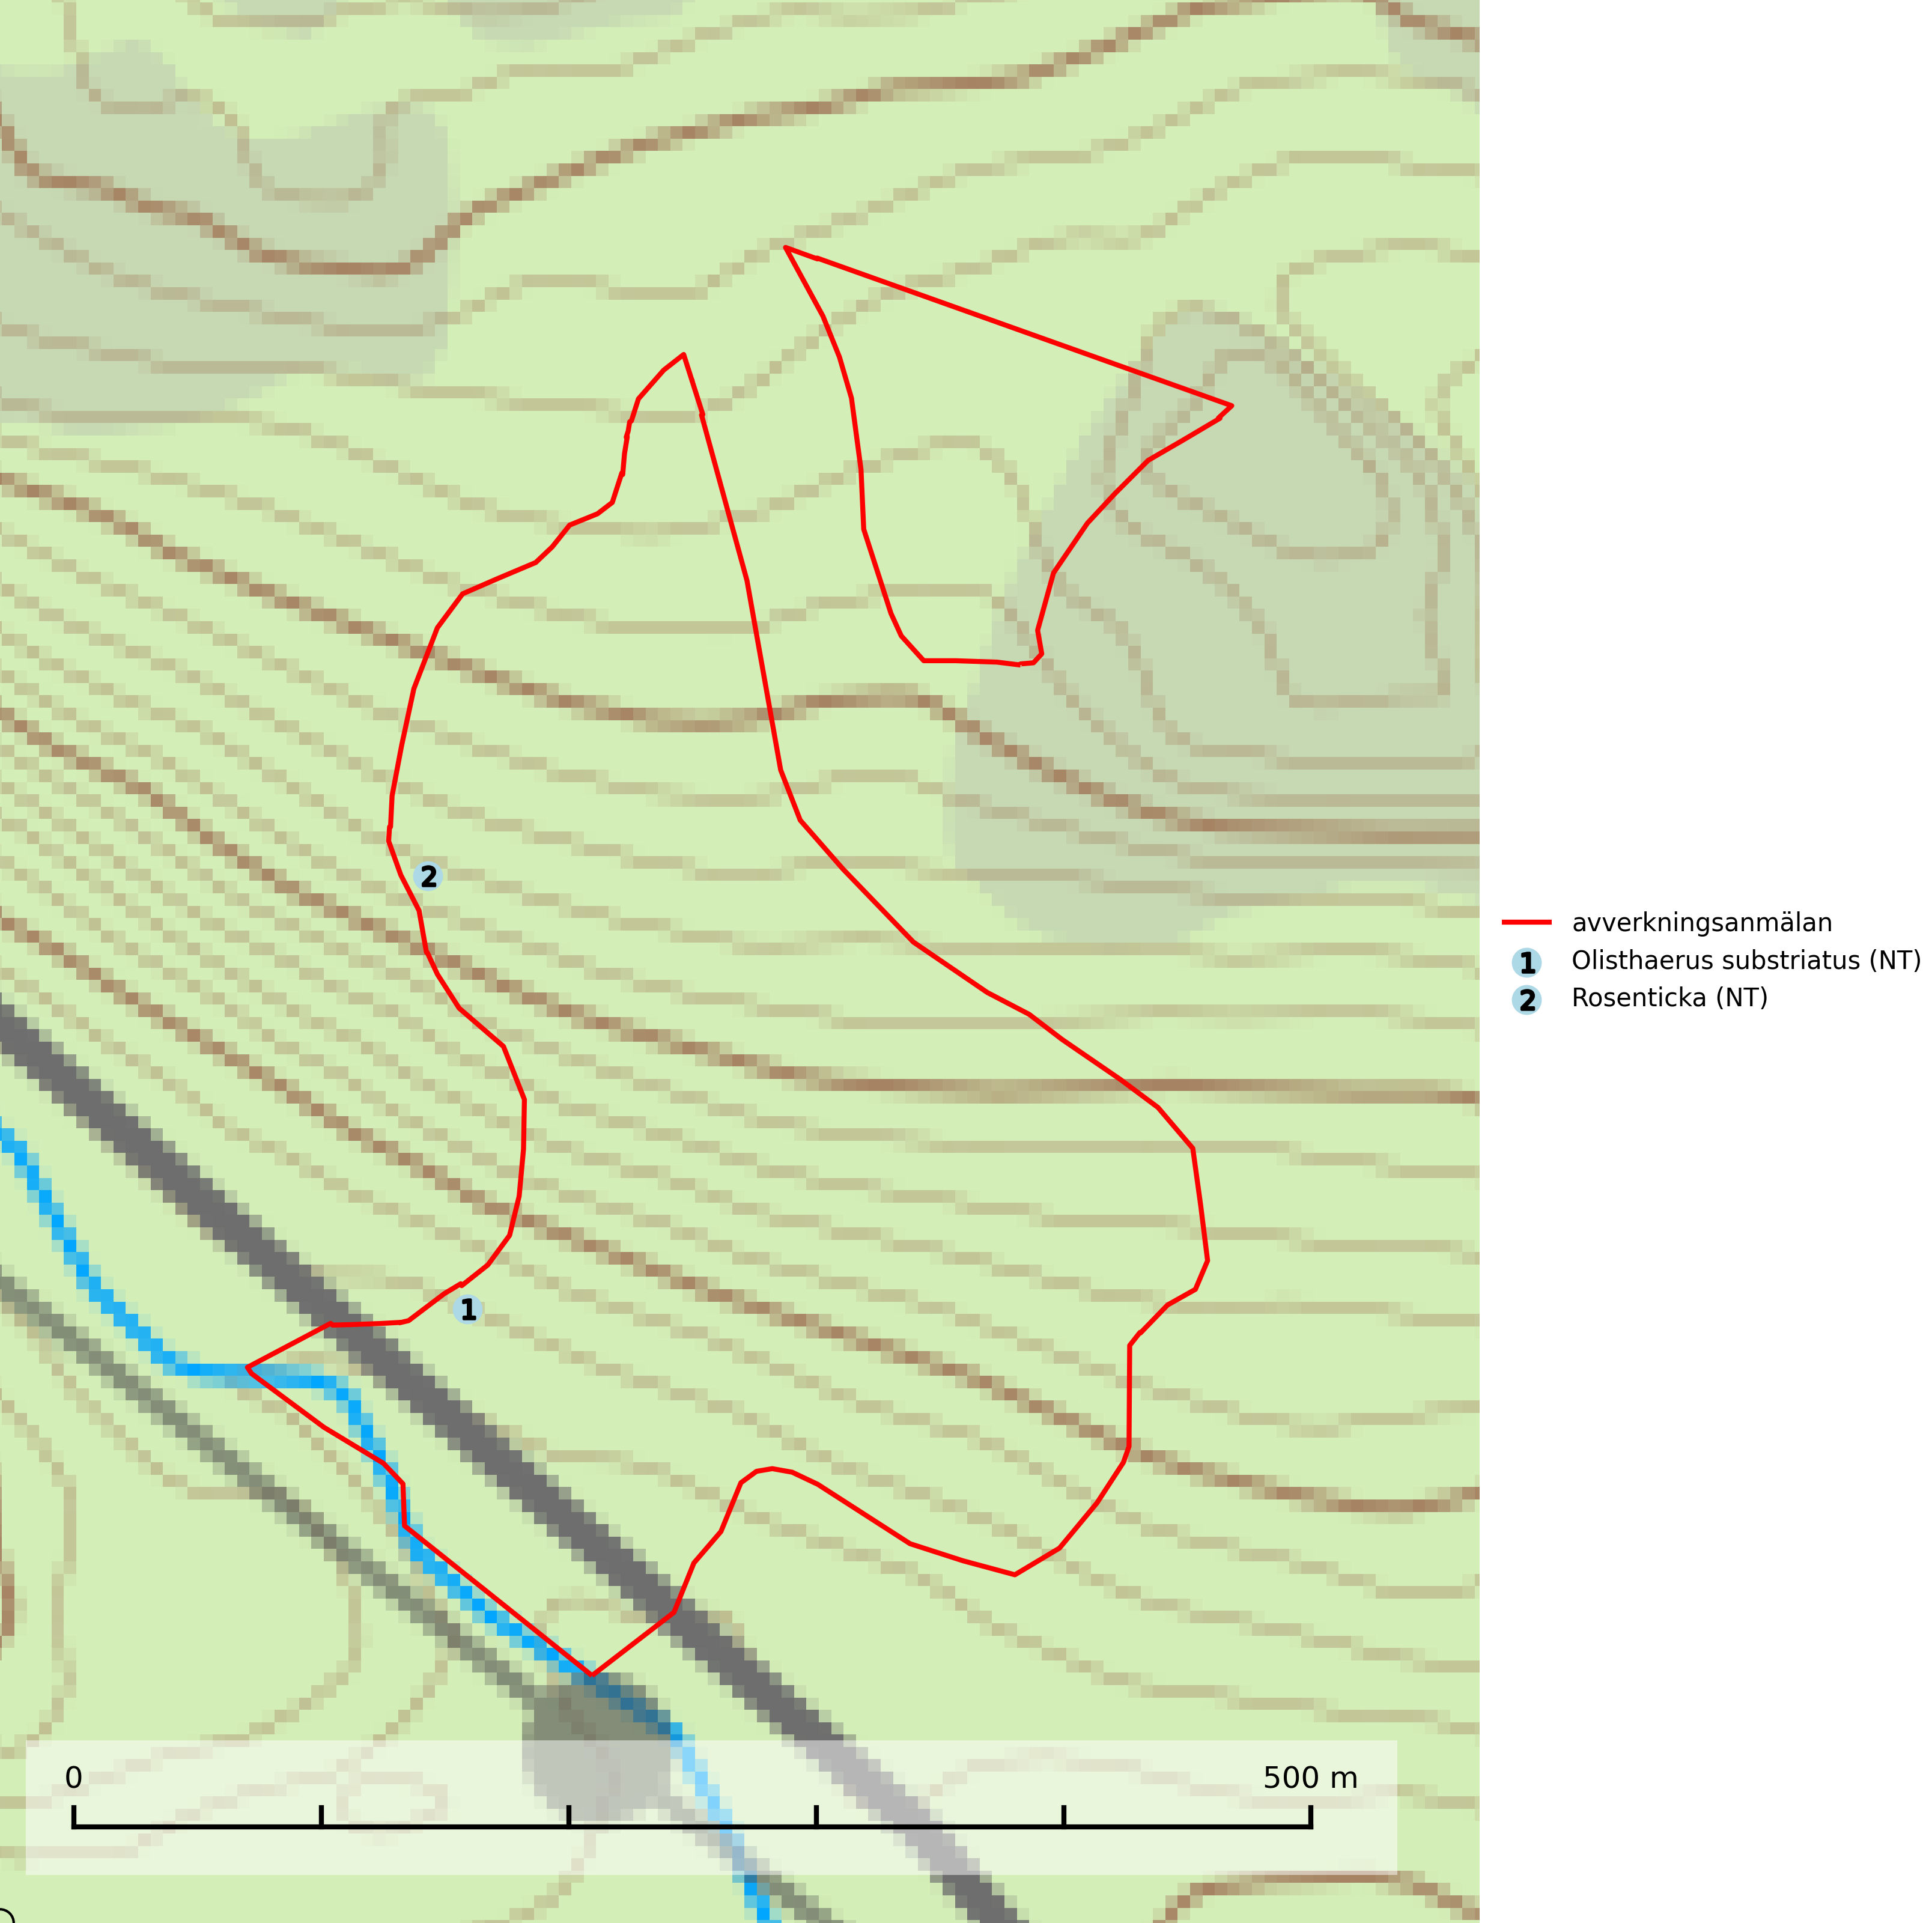 2
1
avverkningsanmälan
1 Olisthaerus substriatus (NT)
2 Rosenticka (NT)
0 500 m